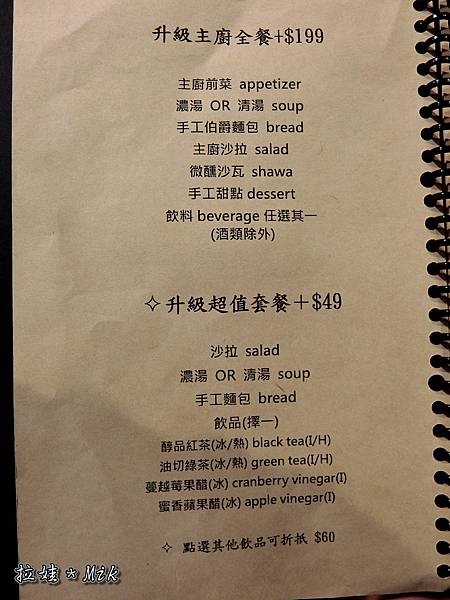 升級主廚全餐+$199
主廚前菜 appetizer
濃湯 OR 清湯 soup
手工伯爵麵包 bread
主廚沙拉 salad
微醺沙瓦 shawa
手工甜點 dessert
飲料 beverage 任選其一
(酒類除外)
✧ 升級超值套餐＋$49
沙拉 salad
濃湯 OR 清湯 soup
手工麵包 bread
飲品(擇一)
醇品紅茶(冰/熱) black tea(I/H)
油切綠茶(冰/熱) green tea(I/H)
蔓越莓果醋(冰) cranberry vinegar(I)
蜜香蘋果醋(冰) apple vinegar(I)
✧ 點選其他飲品可折抵 $60
拉媿＊Mik